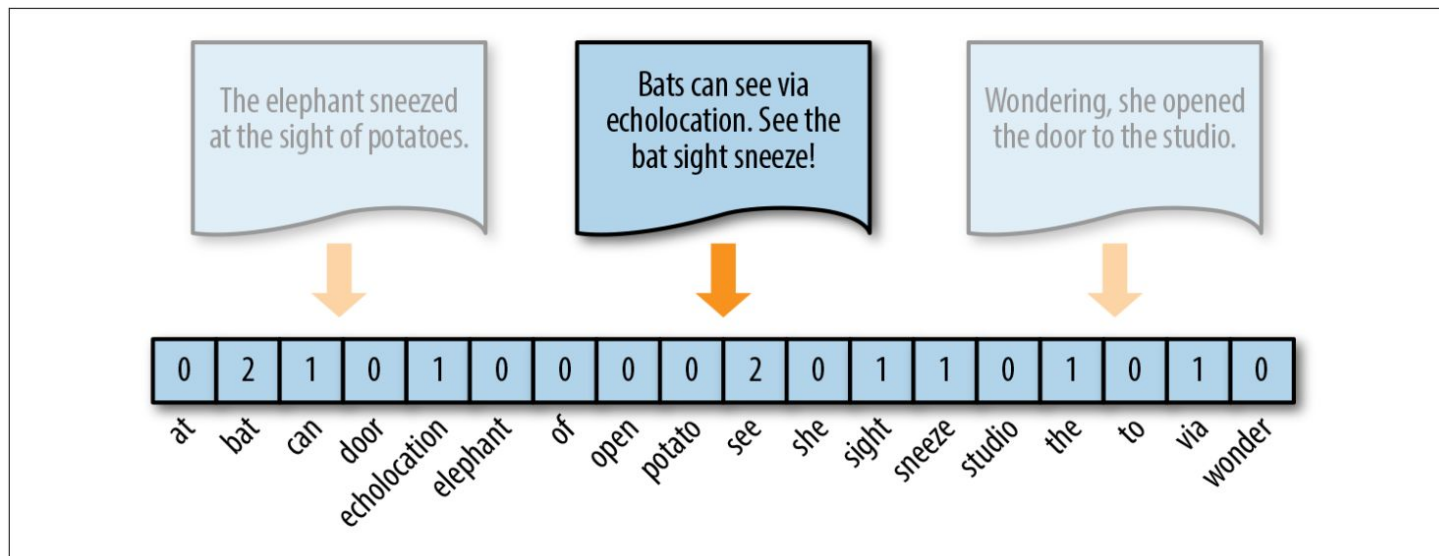 The elephant sneezed
at the sight of potatoes.
Bats can see via
echolocation. See the
bat sight sneeze!
Wondering, she opened
the door to the studio.
0 2 1 0 1 0 0 0 0 2 0 1 1 0 1 0 1 0
at bat can door echolocation elephant of open potato see she sight sneeze studio the to via wonder